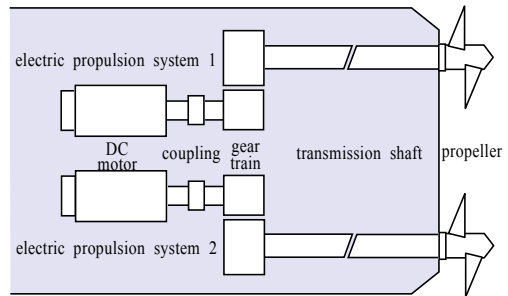 electric propulsion system 1
DC
motor
coupling
gear
train
transmission shaft
propeller
electric propulsion system 2